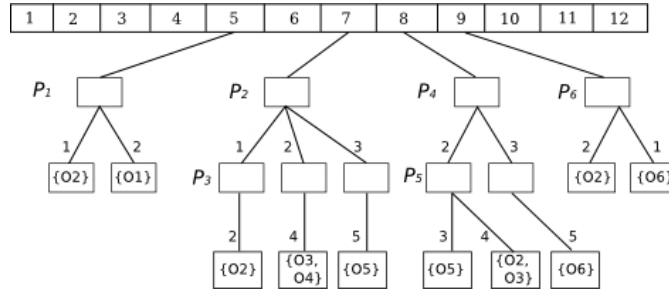 1 2 3 4 5 6 7 8 9 10 11 12
P1 P2 P4 P6
1 2 1 2 3 2 3 2 1
{O2} {O1} P3 P5 {O2} {O6}
2 4 5 3 4 5
{O2} {O3, O4} {O5} {O5} {O2, O3} {O6}